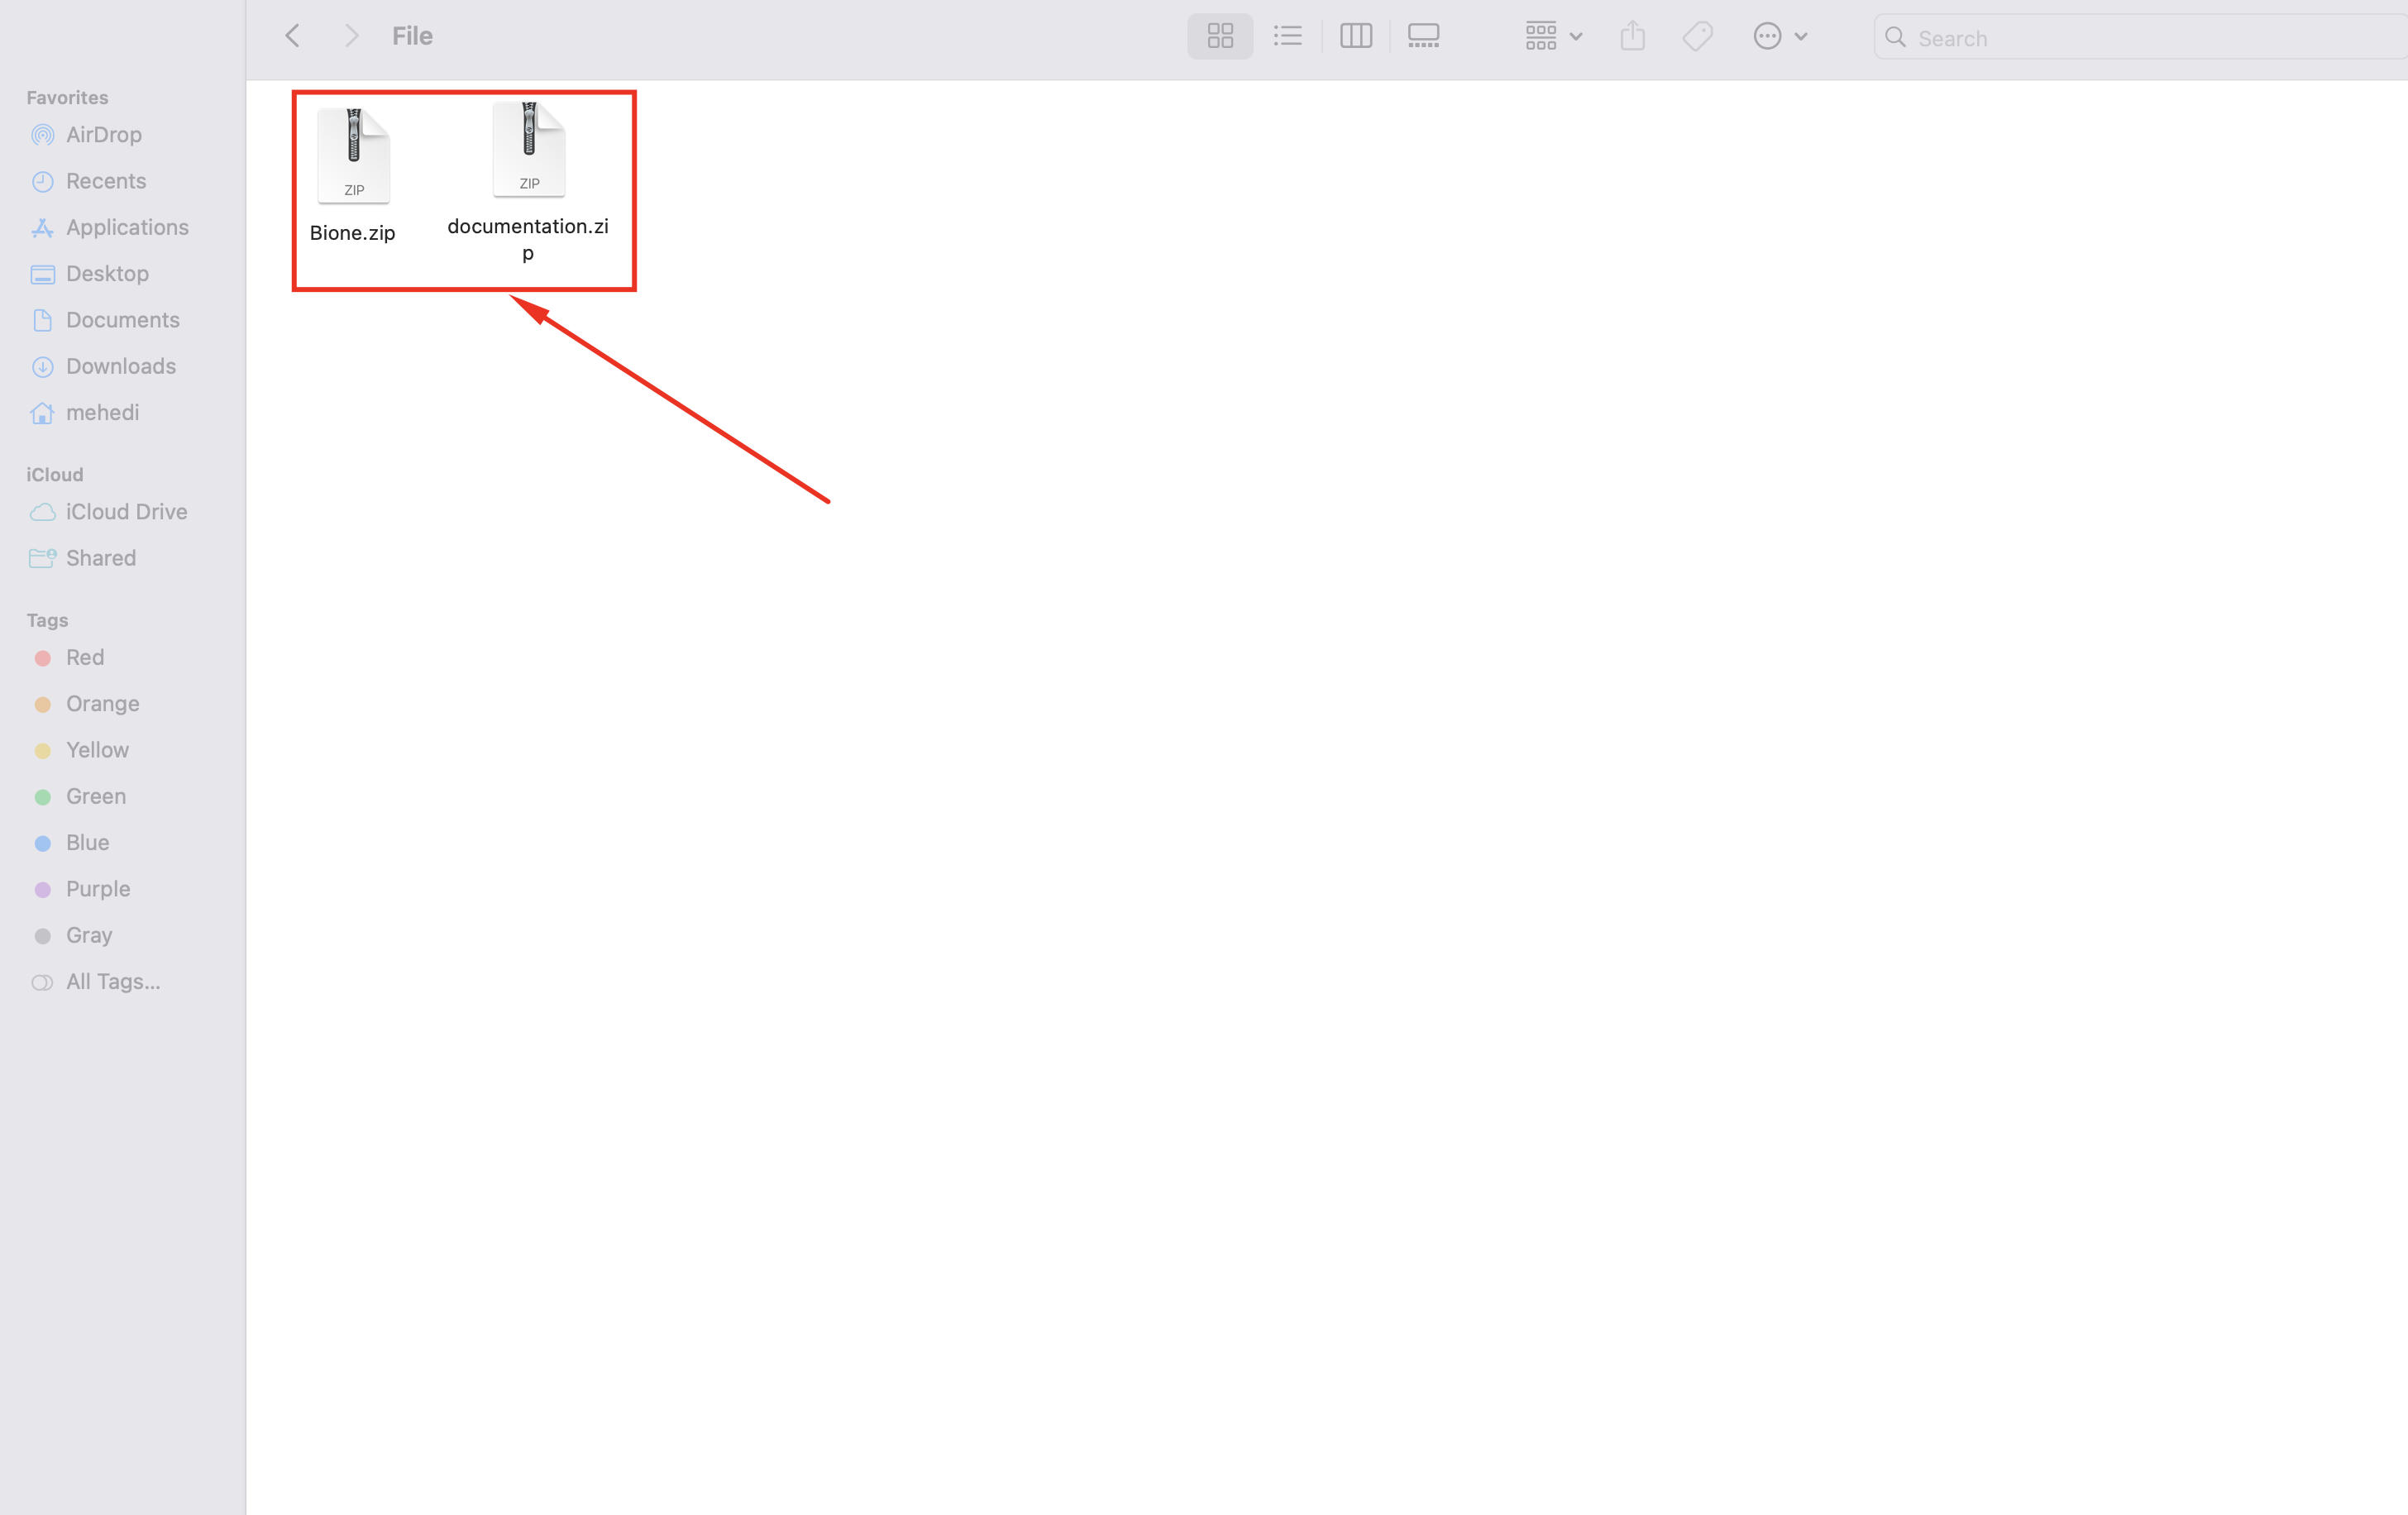 File
Search
Favorites
AirDrop
Recents
Applications
Desktop
Documents
Downloads
mehedi
iCloud
iCloud Drive
Shared
Tags
Red
Orange
Yellow
Green
Blue
Purple
Gray
All Tags...
ZIP
Bione.zip
ZIP
documentation.zi
p